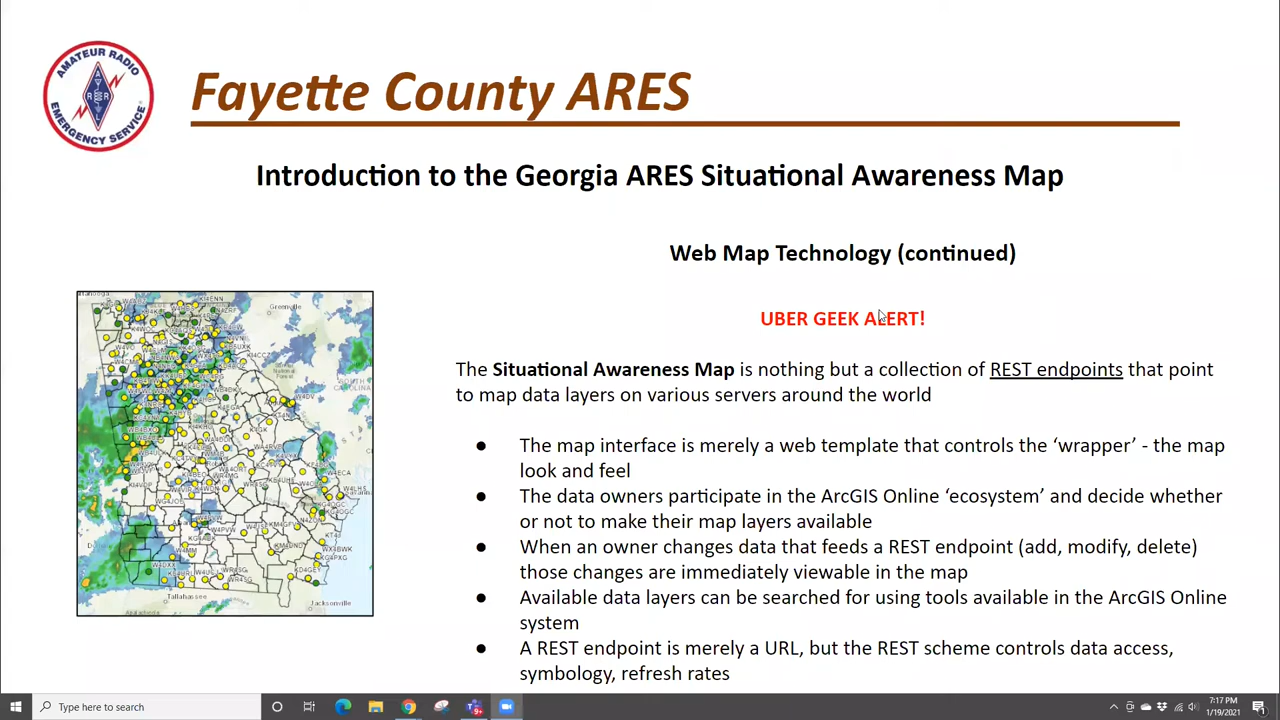 AMATEUR RADIO
EMERGENCY SERVICE
Fayette County ARES
Introduction to the Georgia ARES Situational Awareness Map
Web Map Technology (continued)
UBER GEEK ALERT!
The Situational Awareness Map is nothing but a collection of REST endpoints that point
to map data layers on various servers around the world
● The map interface is merely a web template that controls the ‘wrapper’ - the map
look and feel
● The data owners participate in the ArcGIS Online ‘ecosystem’ and decide whether
or not to make their map layers available
● When an owner changes data that feeds a REST endpoint (add, modify, delete)
those changes are immediately viewable in the map
● Available data layers can be searched for using tools available in the ArcGIS Online
system
● A REST endpoint is merely a URL, but the REST scheme controls data access,
symbology, refresh rates
Greenville
Tallahassee
Jacksonville
Type here to search
7:17 PM
1/19/2021